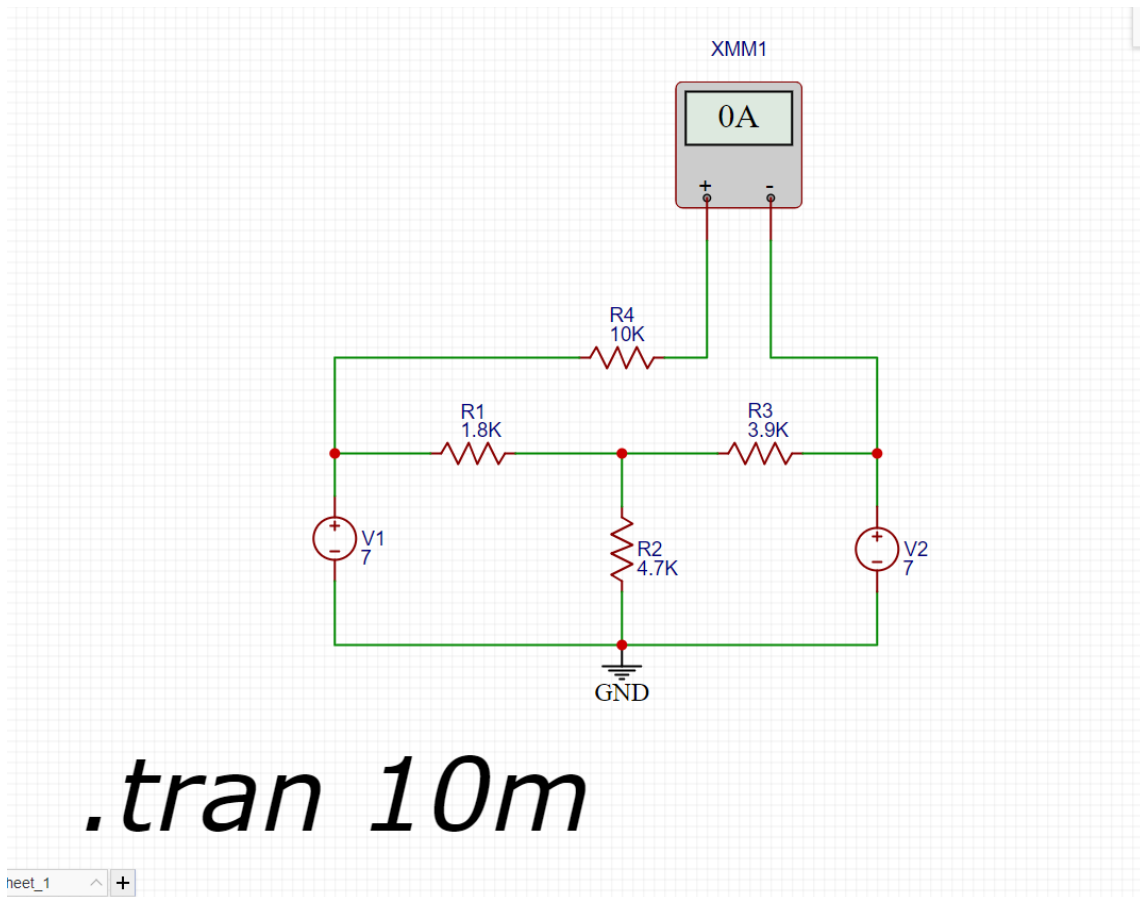 XMM1
0A
+ -
R4
10K
R1
1.8K
R3
3.9K
+
V1
7
R2
4.7K
+
V2
7
GND
.tran 10m
heet_1
+